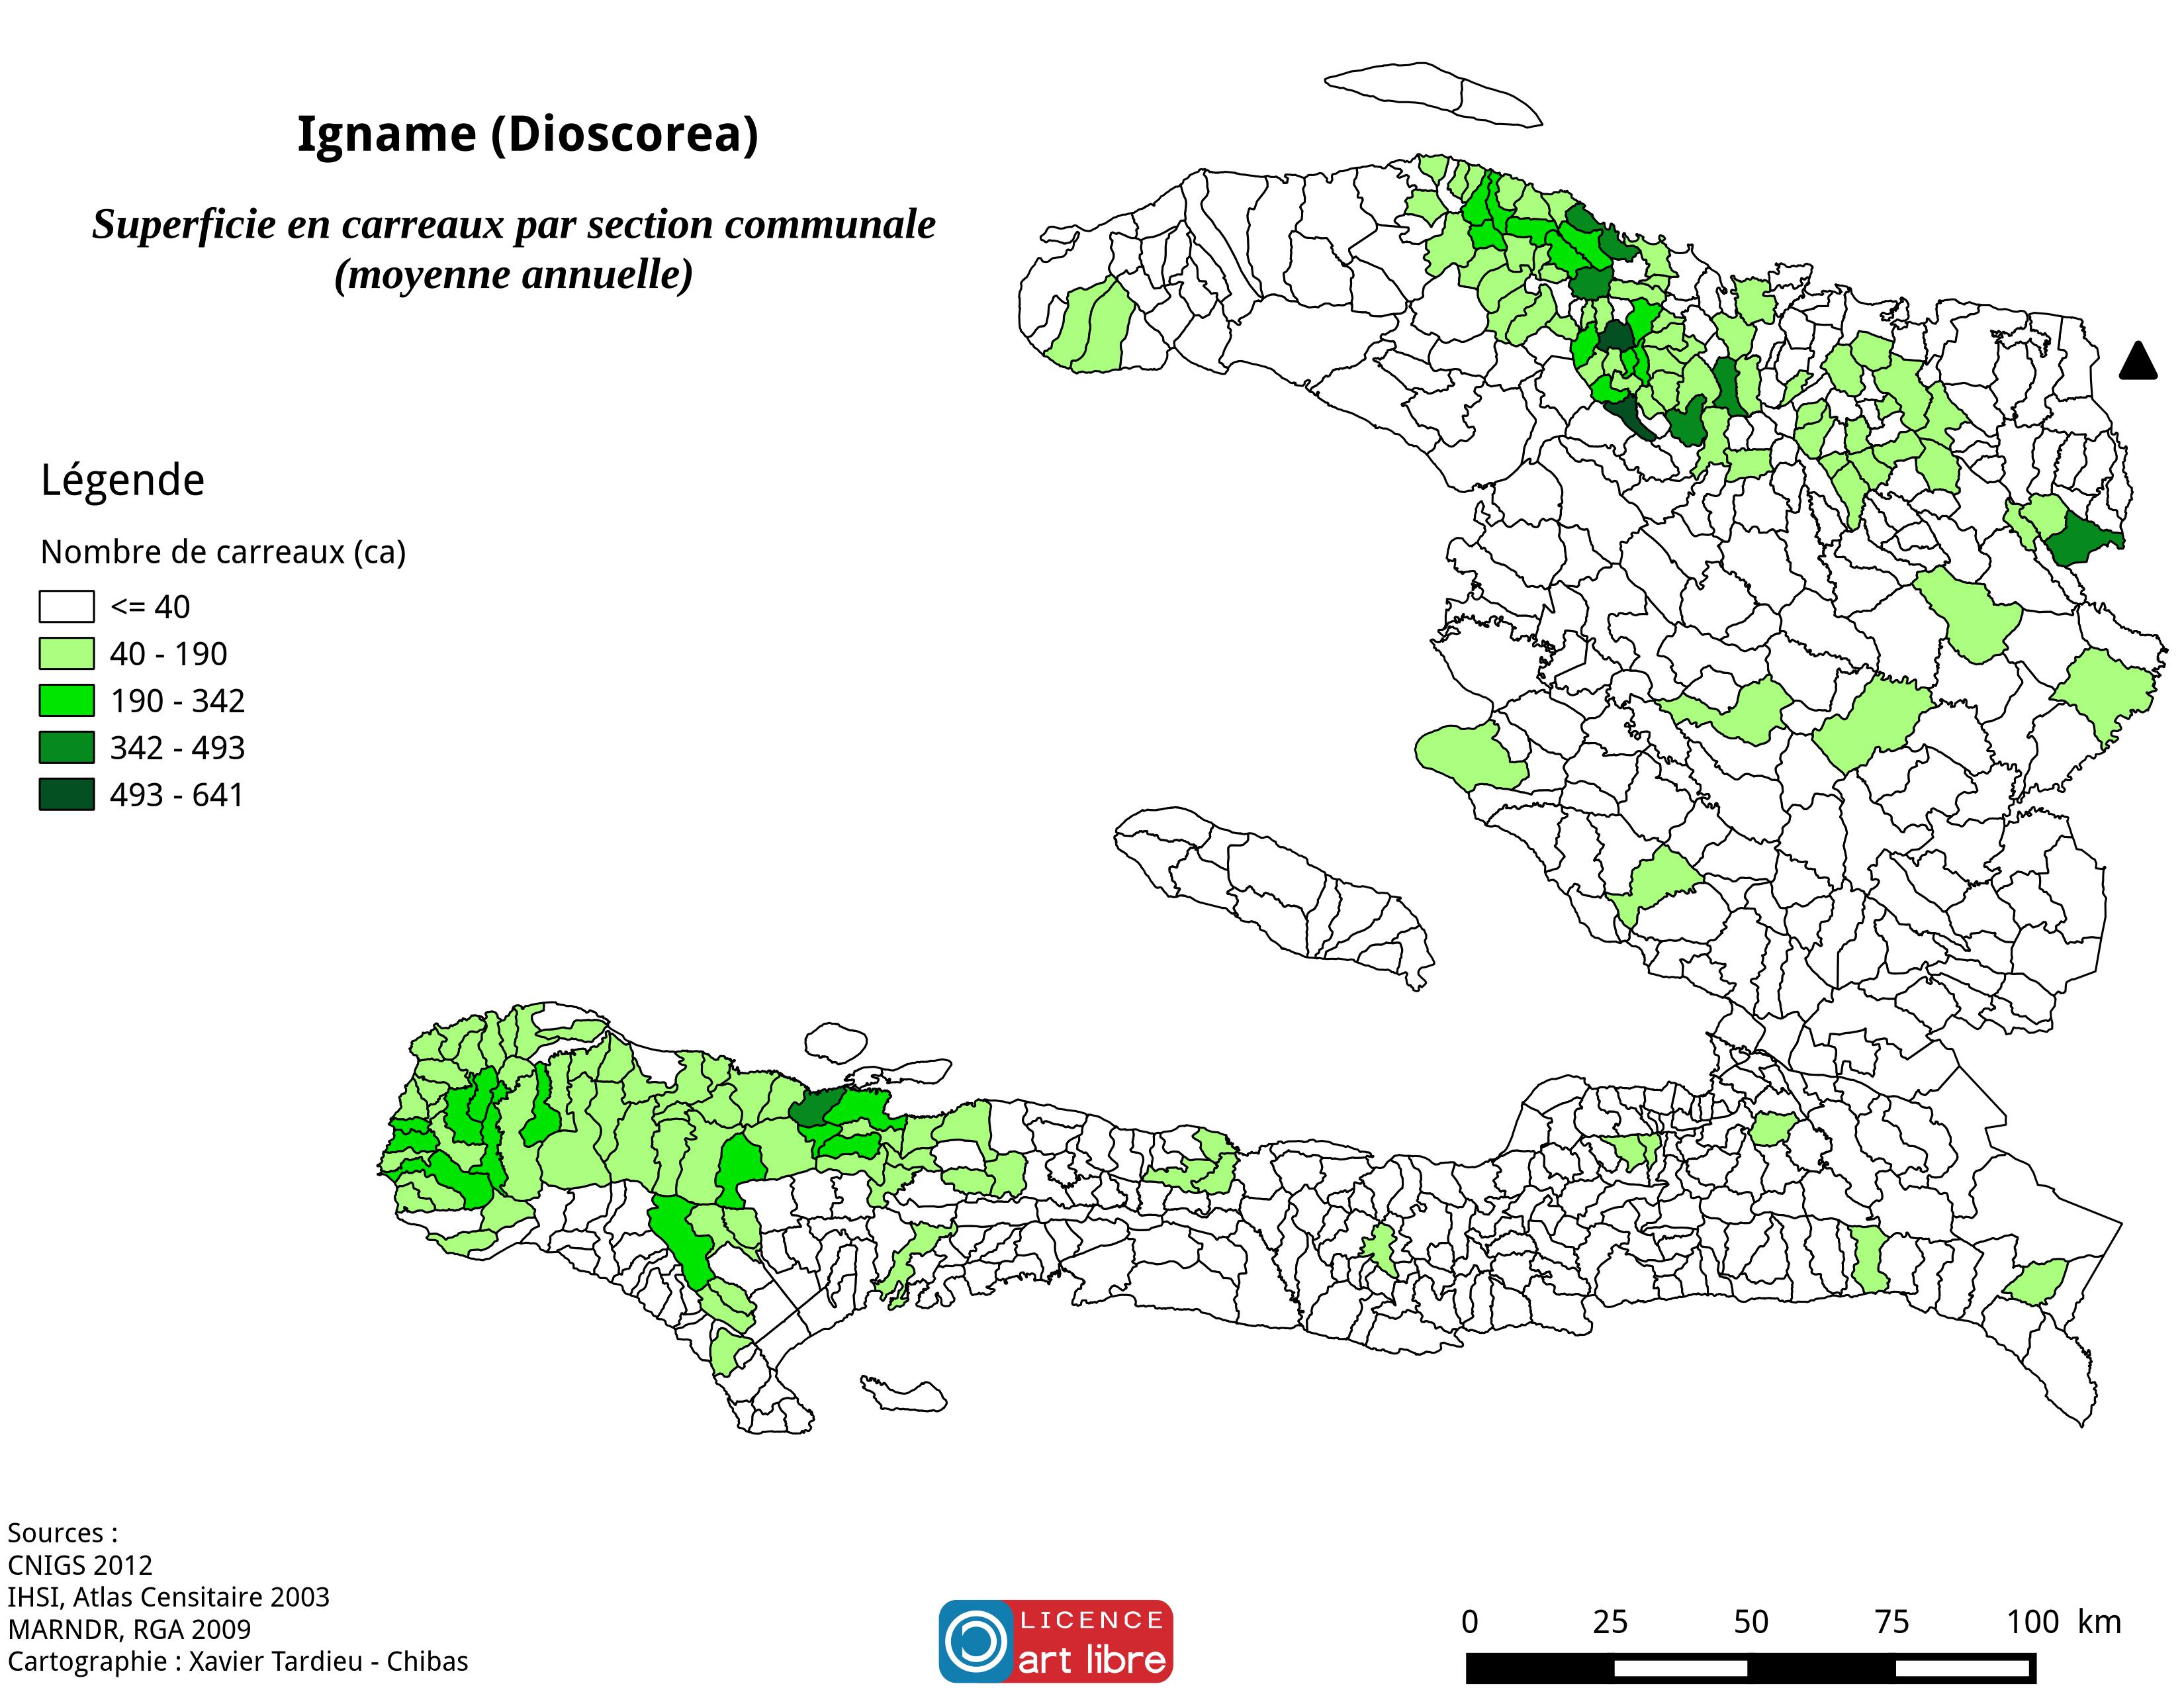 Igname (Dioscorea)
Superficie en carreaux par section communale
(moyenne annuelle)
Légende
Nombre de carreaux (ca)
<= 40
40 - 190
190 - 342
342 - 493
493 - 641
Sources :
CNIGS 2012
IHSI, Atlas Censitaire 2003
MARNDR, RGA 2009
Cartographie : Xavier Tardieu - Chibas
LICENCE
art libre
0 25 50 75 100 km